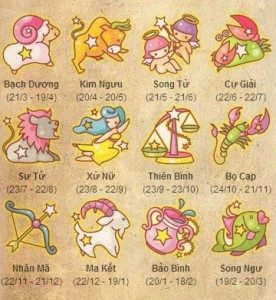 Bạch Dương Kim Ngưu Song Tử Cự Giải
(21/3 - 19/4) (20/4 - 20/5) (21/5 - 21/6) (22/6 - 22/7)
Sư Tử Xử Nữ Thiên Bình Bọ Cạp
(23/7 - 22/8) (23/8 - 22/9) (23/9 - 23/10) (24/10 - 21/11)
Nhân Mã Ma Kết Bảo Bình Song Ngư
(22/11 - 21/12) (22/12 - 19/1) (20/1 - 18/2) (19/2 - 20/3)